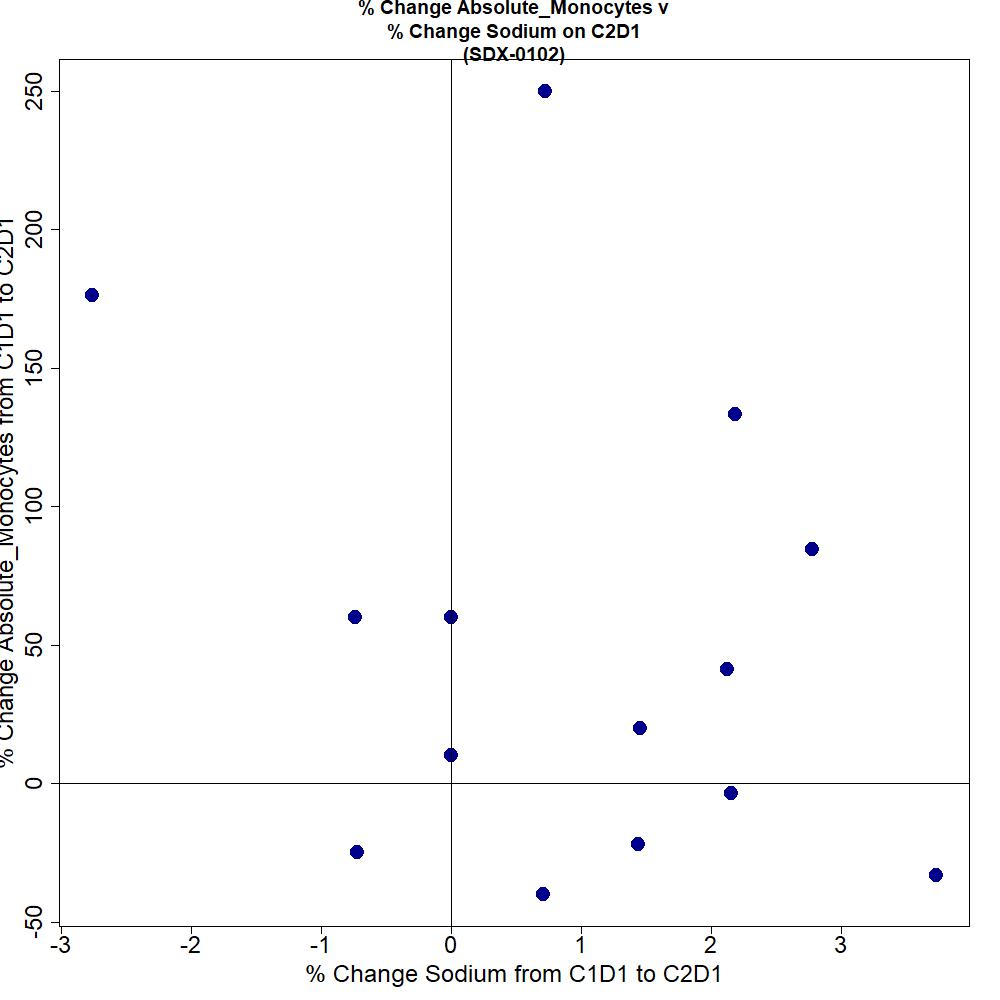 % Change Absolute_Monocytes v
% Change Sodium on C2D1
(SDX-0102)
% Change Absolute_Monocytes from C1D1 to C2D1
250
200
150
100
50
0
-50
-3 -2 -1 0 1 2 3
% Change Sodium from C1D1 to C2D1